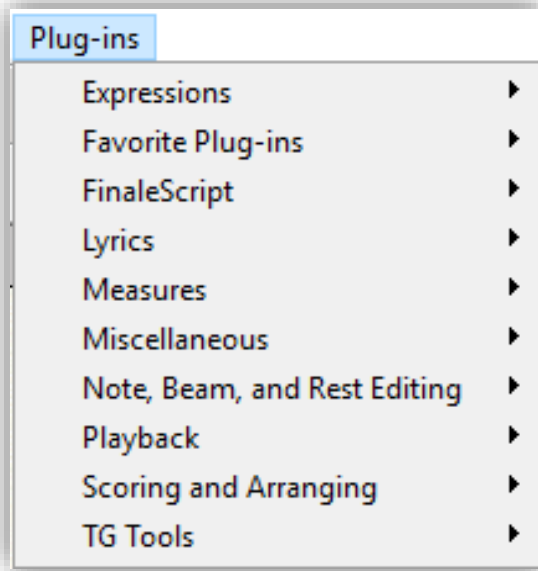 Plug-ins
Expressions
Favorite Plug-ins
FinaleScript
Lyrics
Measures
Miscellaneous
Note, Beam, and Rest Editing
Playback
Scoring and Arranging
TG Tools